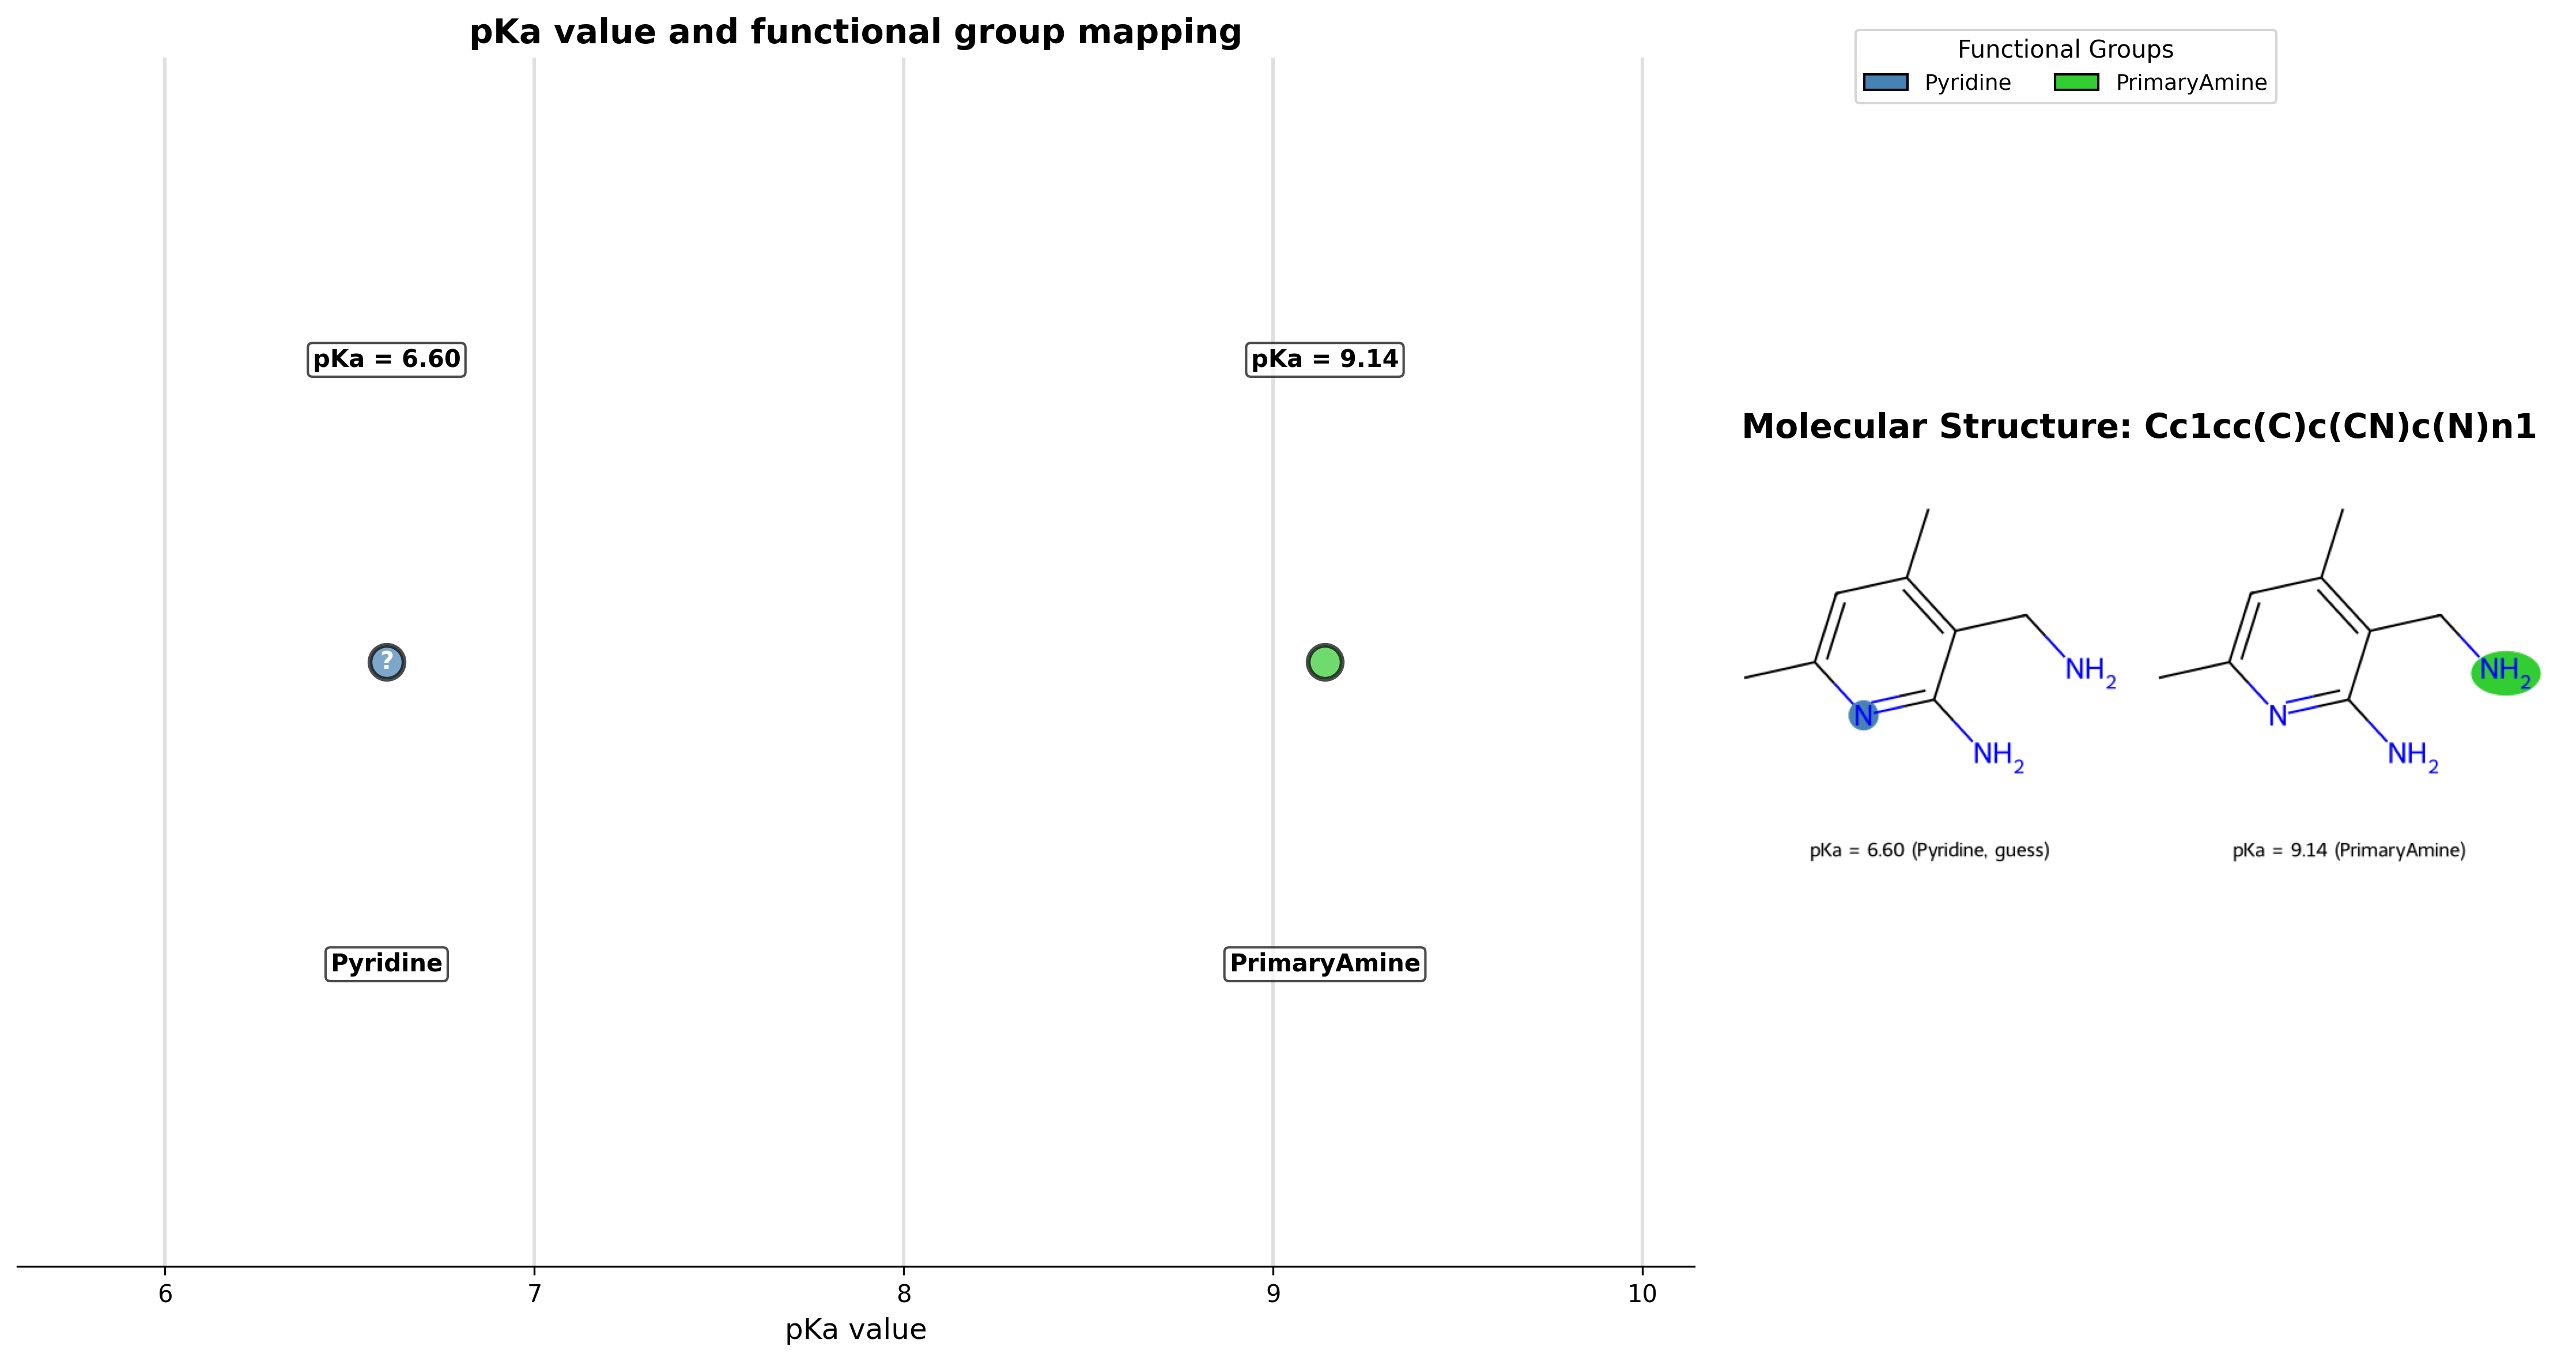 pKa value and functional group mapping
Functional Groups
Pyridine PrimaryAmine
pKa = 6.60 pKa = 9.14
?
Pyridine PrimaryAmine
6 7 8 9 10
pKa value
Molecular Structure: Cc1cc(C)c(CN)c(N)n1
NH2 NH2
N N
NH2 NH2
pKa = 6.60 (Pyridine, guess) pKa = 9.14 (PrimaryAmine)